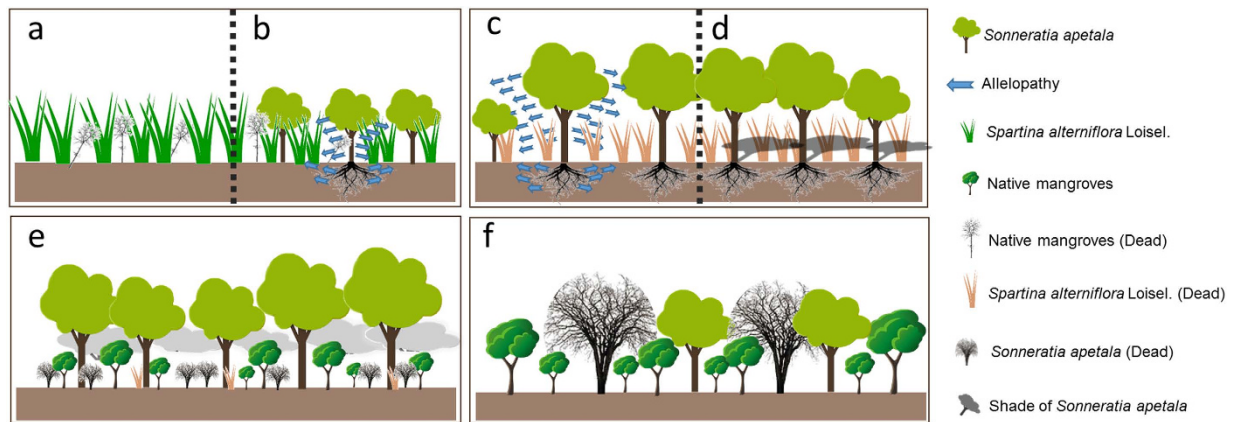 a
b
c
d
e
f
Sonneratia apetala
Allelopathy
Spartina alterniflora Loisel.
Native mangroves
Native mangroves (Dead)
Spartina alterniflora Loisel. (Dead)
Sonneratia apetala (Dead)
Shade of Sonneratia apetala